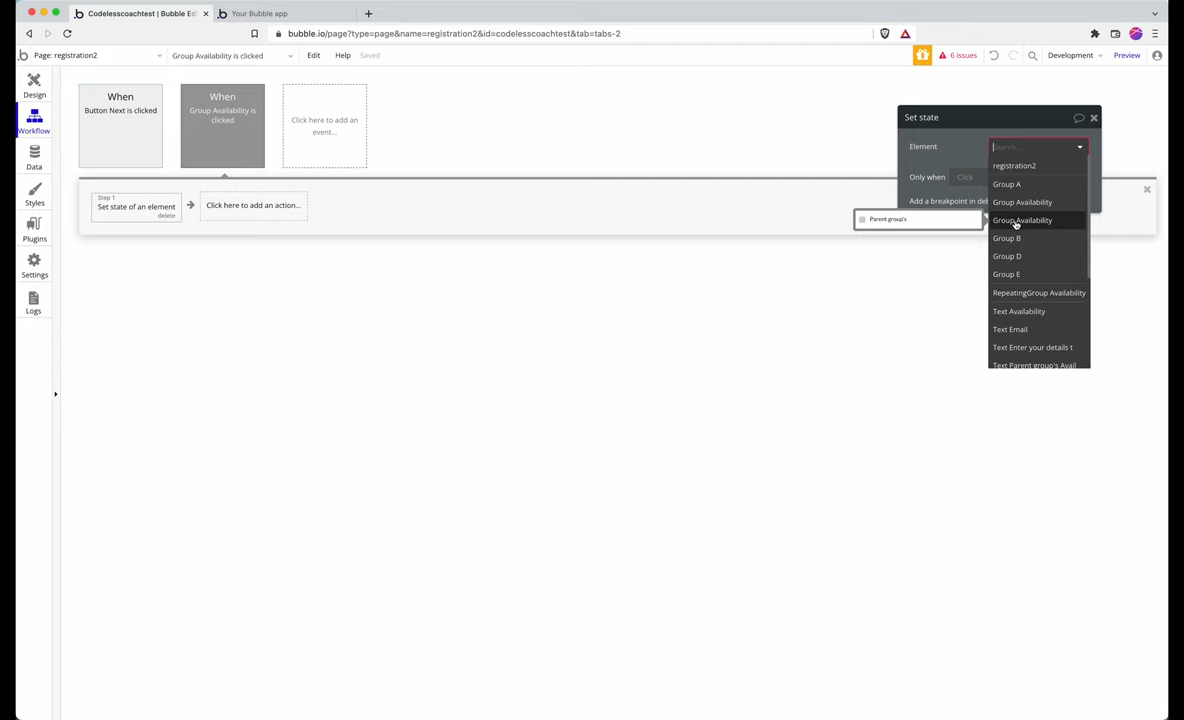 Codelesscoachtest | Bubble Ed
Your Bubble app
bubble.io/page?type=page&name=registration2&id=codelesscoachtest&tab=tabs-2
Page: registration2
Group Availability is clicked
Edit
Help
Saved
6 issues
Development
Preview
Design
Workflow
Data
Styles
Plugins
Settings
Logs
When
Button Next is clicked
When
Group Availability is
clicked
Click here to add an
event...
Step 1
Set state of an element
delete
Click here to add an action...
Set state
Element
Search...
Only when
Click
Add a breakpoint in deb
Parent group's
registration2
Group A
Group Availability
Group Availability
Group B
Group D
Group E
RepeatingGroup Availability
Text Availability
Text Email
Text Enter your details t
Text Parent group's Avail